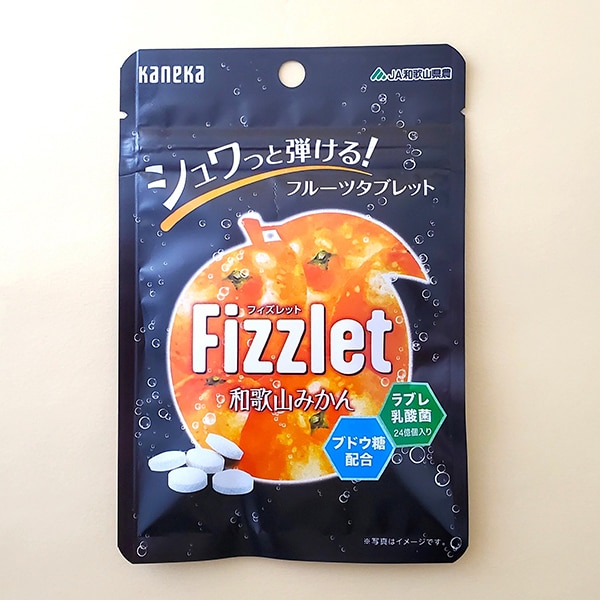 Kaneka
JA和歌山県農
シュワっと弾ける!
フルーツタブレット
フィズレット
Fizzlet
和歌山みかん
ラブレ
乳酸菌
24億個入り
ブドウ糖
配合
※写真はイメージです。